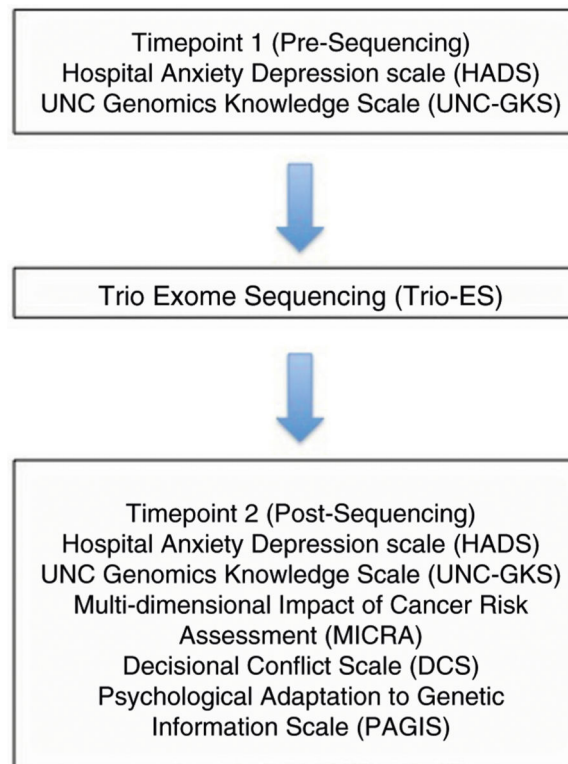 Timepoint 1 (Pre-Sequencing)
Hospital Anxiety Depression scale (HADS)
UNC Genomics Knowledge Scale (UNC-GKS)
Trio Exome Sequencing (Trio-ES)
Timepoint 2 (Post-Sequencing)
Hospital Anxiety Depression scale (HADS)
UNC Genomics Knowledge Scale (UNC-GKS)
Multi-dimensional Impact of Cancer Risk
Assessment (MICRA)
Decisional Conflict Scale (DCS)
Psychological Adaptation to Genetic
Information Scale (PAGIS)